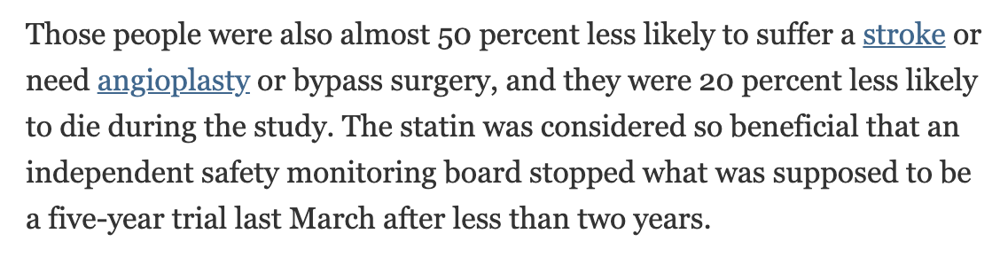 Those people were also almost 50 percent less likely to suffer a stroke or
need angioplasty or bypass surgery, and they were 20 percent less likely
to die during the study. The statin was considered so beneficial that an
independent safety monitoring board stopped what was supposed to be
a five-year trial last March after less than two years.